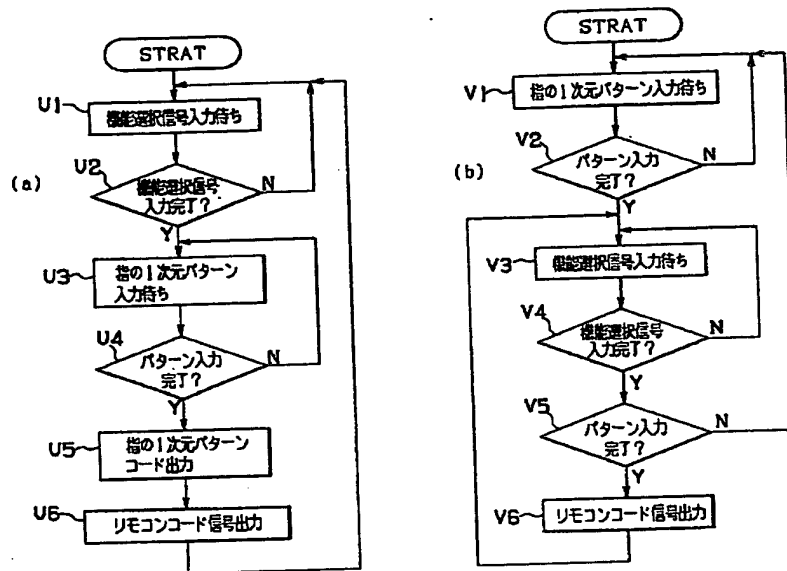 (a)
STRAT
U1
機能選択信号入力待ち
U2
機能選択信号
入力完了?
N
Y
U3
指の1次元パターン
入力待ち
U4
パターン入力
完了?
N
Y
U5
指の1次元パターン
コード出力
U6
リモコンコード信号出力
(b)
STRAT
V1
指の1次元パターン入力待ち
V2
パターン入力
完了?
N
Y
V3
機能選択信号入力待ち
V4
機能選択信号
入力完了?
N
Y
V5
パターン入力
完了?
N
Y
V6
リモコンコード信号出力